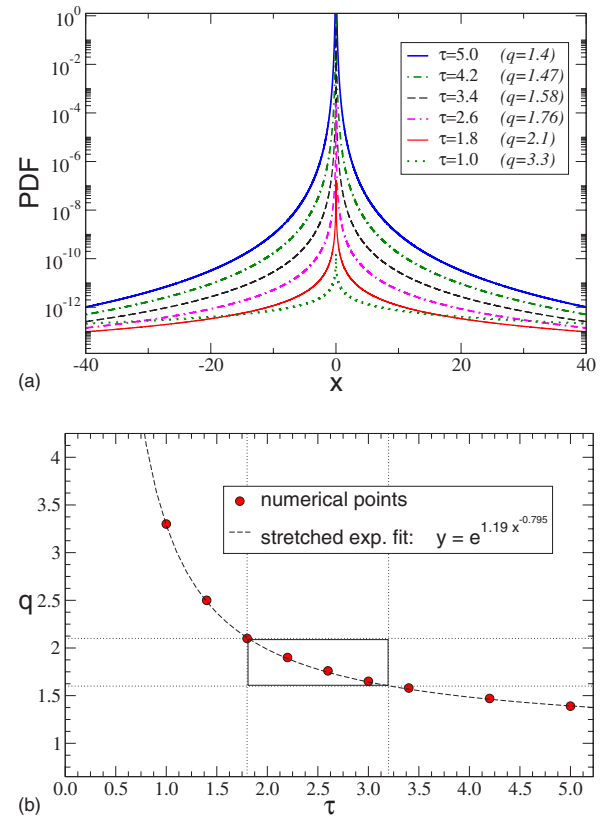 10^0
10^-2
10^-4
10^-6
10^-8
10^-10
10^-12
PDF
τ=5.0 (q=1.4)
τ=4.2 (q=1.47)
τ=3.4 (q=1.58)
τ=2.6 (q=1.76)
τ=1.8 (q=2.1)
τ=1.0 (q=3.3)
-40 -20 0 20 40
(a) x
4
3.5
3
2.5
2
1.5
1
q
numerical points
stretched exp. fit: y = e^1.19 x^-0.795
0.0 0.5 1.0 1.5 2.0 2.5 3.0 3.5 4.0 4.5 5.0
(b) τ